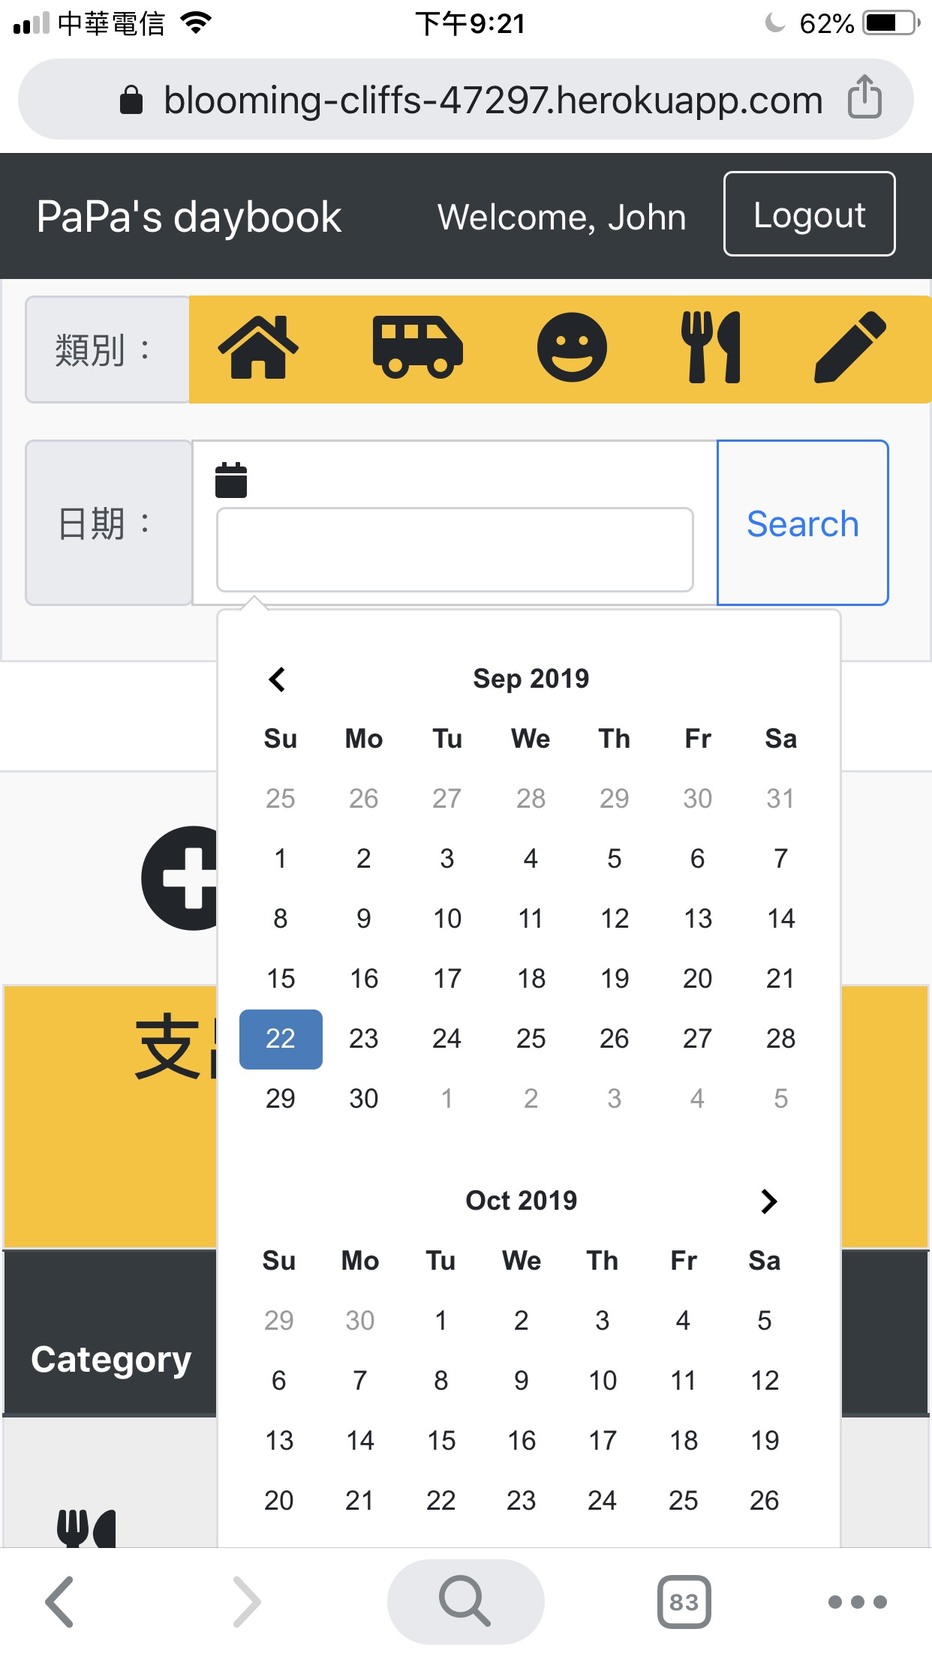 中華電信 下午9:21 62%
blooming-cliffs-47297.herokuapp.com
PaPa's daybook Welcome, John Logout
類別：
日期： Search
Sep 2019
Su Mo Tu We Th Fr Sa
25 26 27 28 29 30 31
1 2 3 4 5 6 7
8 9 10 11 12 13 14
15 16 17 18 19 20 21
22 23 24 25 26 27 28
29 30 1 2 3 4 5
支
Oct 2019
Su Mo Tu We Th Fr Sa
29 30 1 2 3 4 5
Category
6 7 8 9 10 11 12
13 14 15 16 17 18 19
20 21 22 23 24 25 26
83